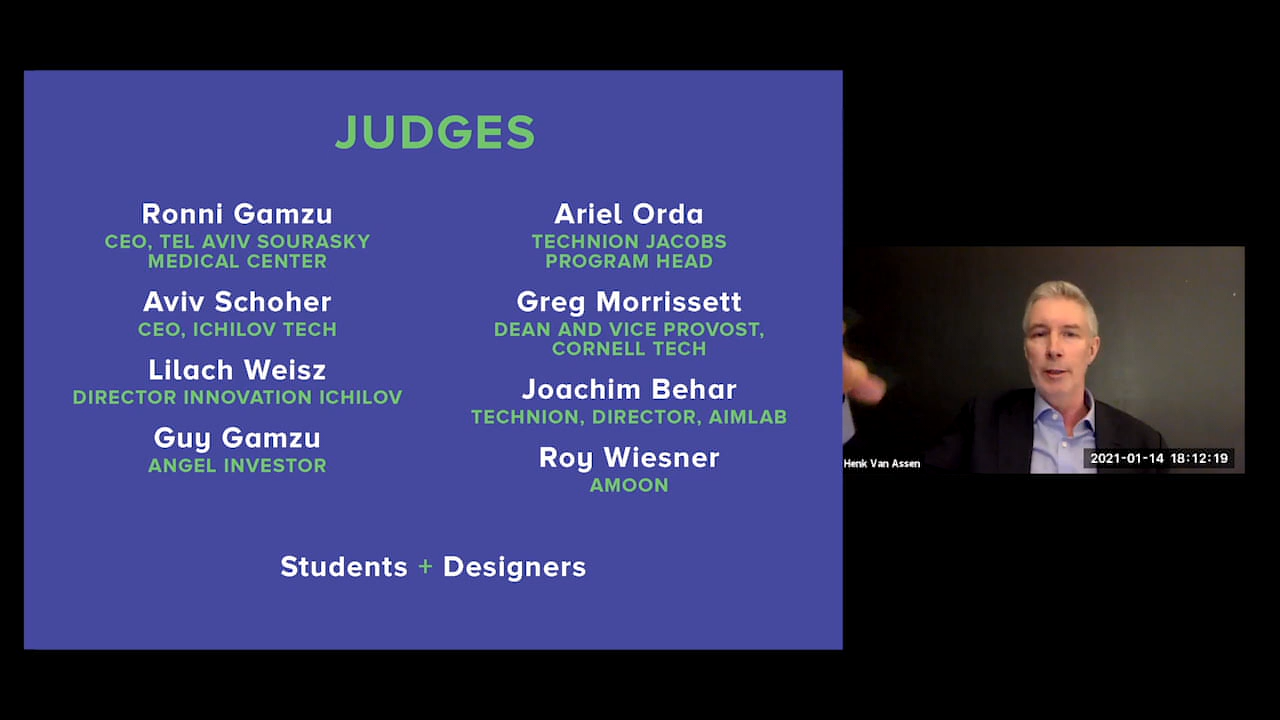 JUDGES
Ronni Gamzu
CEO, TEL AVIV SOURASKY
MEDICAL CENTER
Aviv Schoher
CEO, ICHILOV TECH
Lilach Weisz
DIRECTOR INNOVATION ICHILOV
Guy Gamzu
ANGEL INVESTOR
Ariel Orda
TECHNION JACOBS
PROGRAM HEAD
Greg Morrissett
DEAN AND VICE PROVOST,
CORNELL TECH
Joachim Behar
TECHNION, DIRECTOR, AIMLAB
Roy Wiesner
AMOON
Students + Designers
Henk Van Assen
2021-01-14 18:12:19